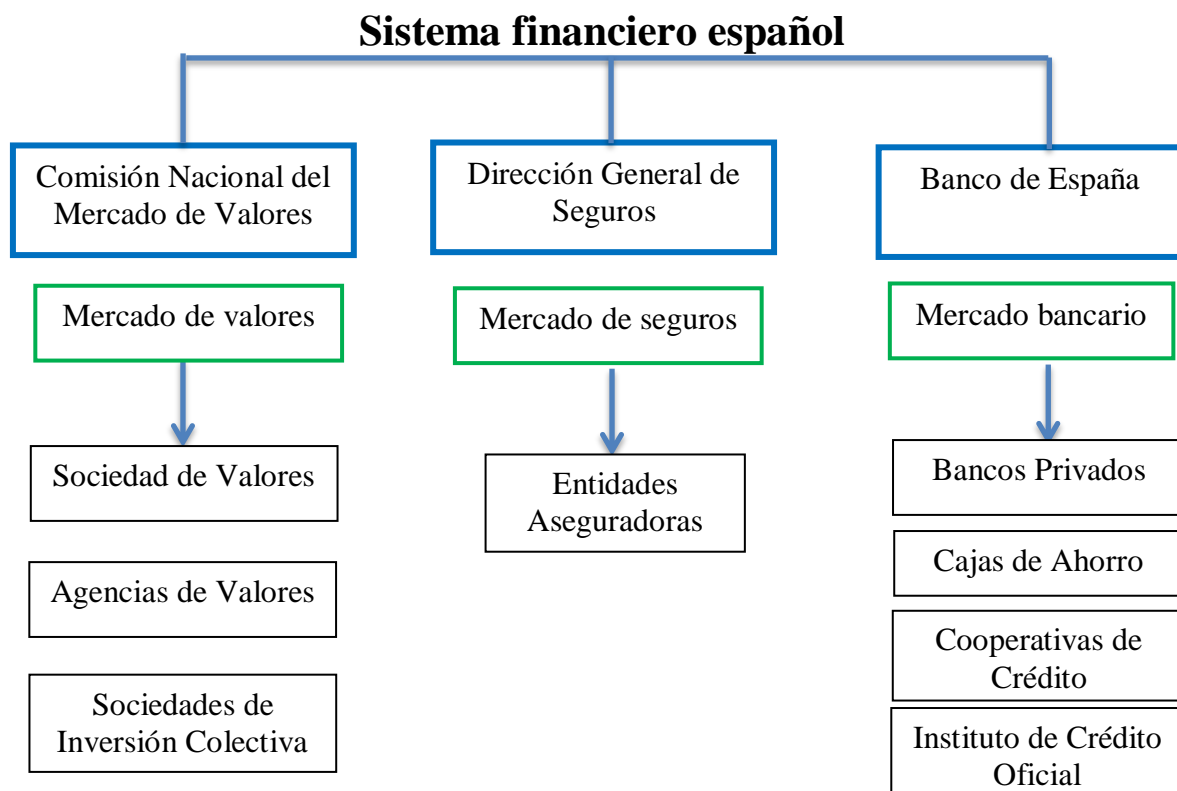 Sistema financiero español
Comisión Nacional del
Mercado de Valores
Dirección General de
Seguros
Banco de España
Mercado de valores
Mercado de seguros
Mercado bancario
Sociedad de Valores
Agencias de Valores
Sociedades de
Inversión Colectiva
Entidades
Aseguradoras
Bancos Privados
Cajas de Ahorro
Cooperativas de
Crédito
Instituto de Crédito
Oficial